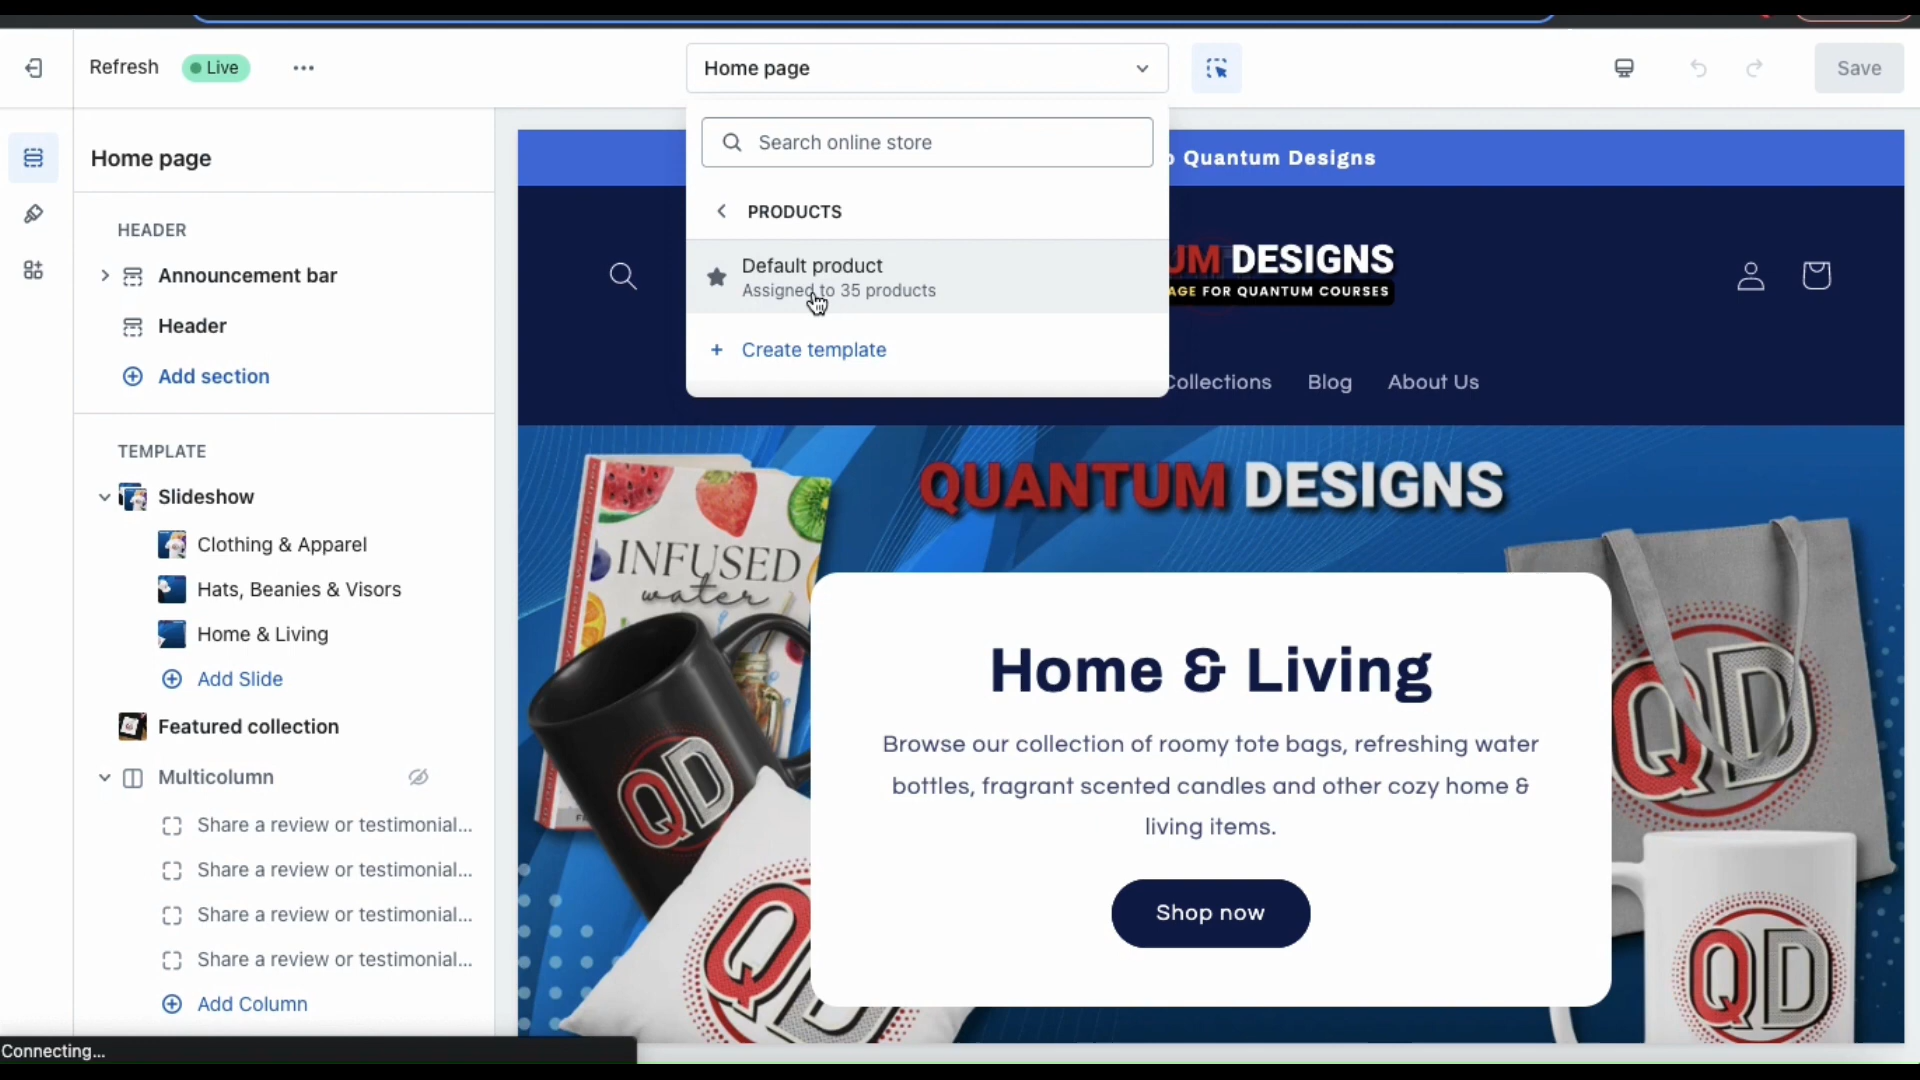 Refresh
Live
Home page
Save
Search online store
PRODUCTS
Default product
Assigned to 35 products
Create template
Home page
HEADER
Announcement bar
Header
Add section
TEMPLATE
Slideshow
Clothing & Apparel
Hats, Beanies & Visors
Home & Living
Add Slide
Featured collection
Multicolumn
Share a review or testimonial...
Share a review or testimonial...
Share a review or testimonial...
Share a review or testimonial...
Add Column
Connecting...
Quantum Designs
UM DESIGNS
AGE FOR QUANTUM COURSES
Collections
Blog
About Us
QUANTUM DESIGNS
INFUSED
water
QD
QD
QD
QD
Home & Living
Browse our collection of roomy tote bags, refreshing water
bottles, fragrant scented candles and other cozy home &
living items.
Shop now